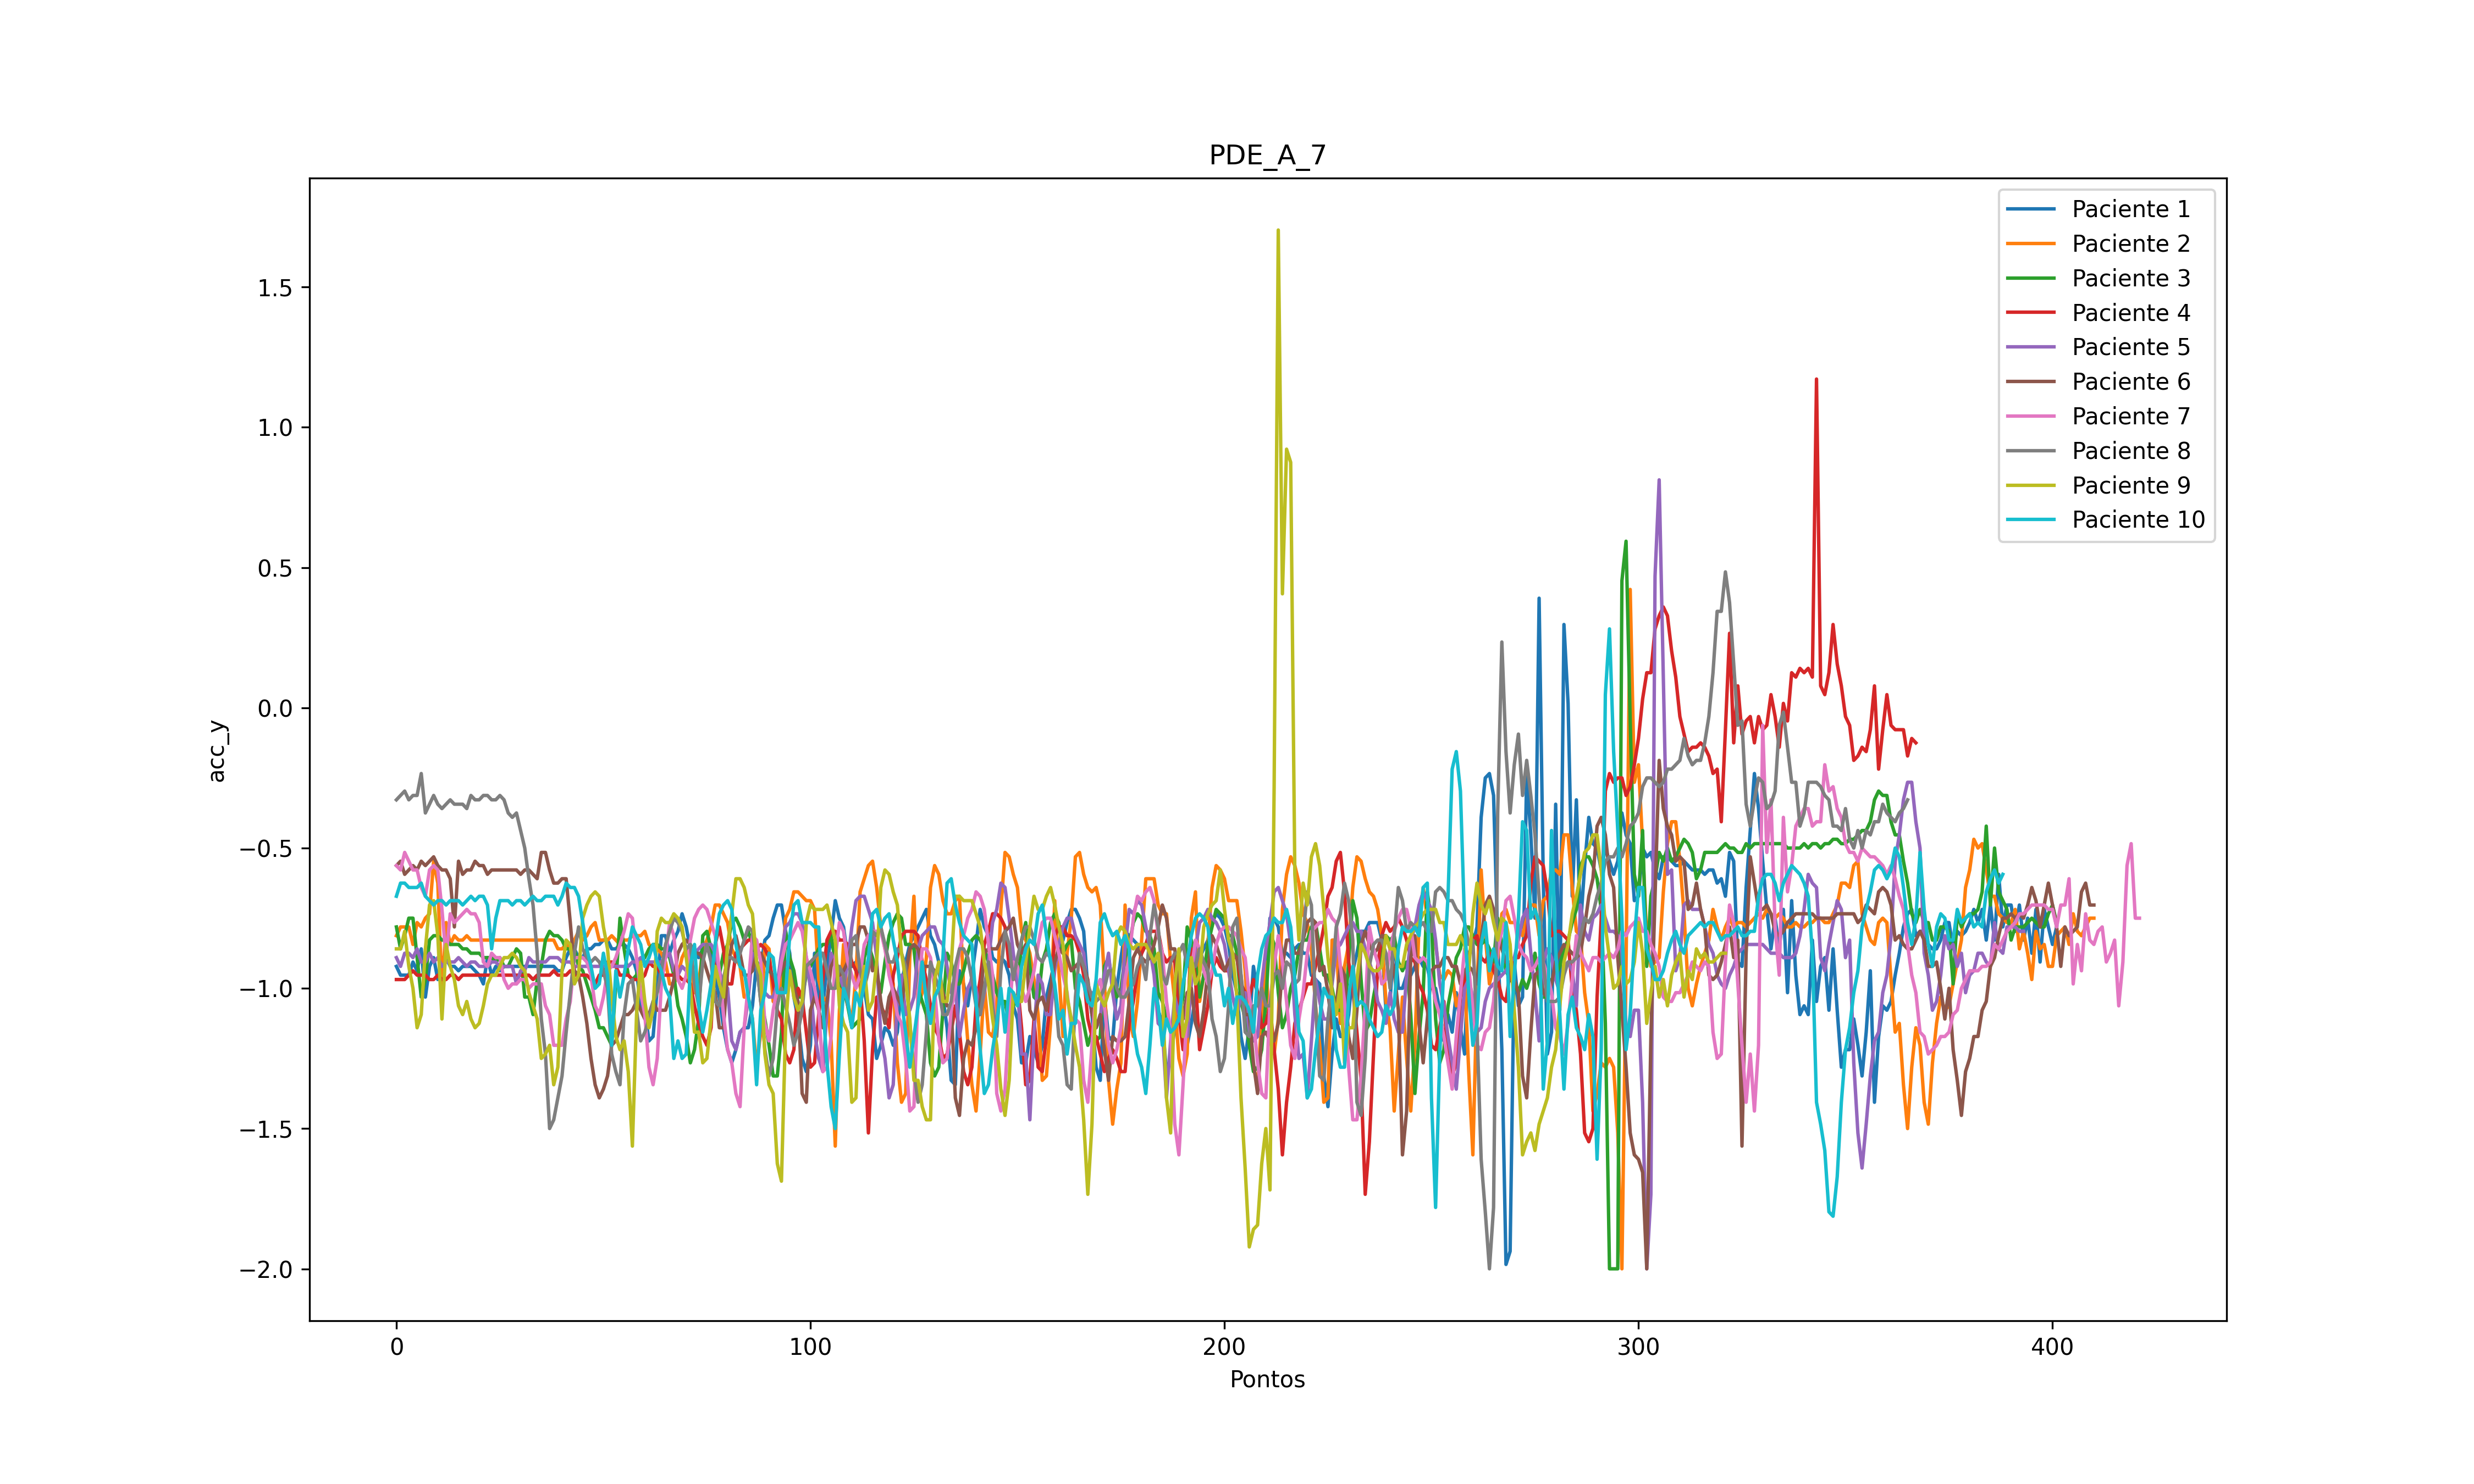 PDE_A_7
1.5
1.0
0.5
0.0
−0.5
−1.0
−1.5
−2.0
acc_y
0 100 200 300 400
Pontos
Paciente 1
Paciente 2
Paciente 3
Paciente 4
Paciente 5
Paciente 6
Paciente 7
Paciente 8
Paciente 9
Paciente 10